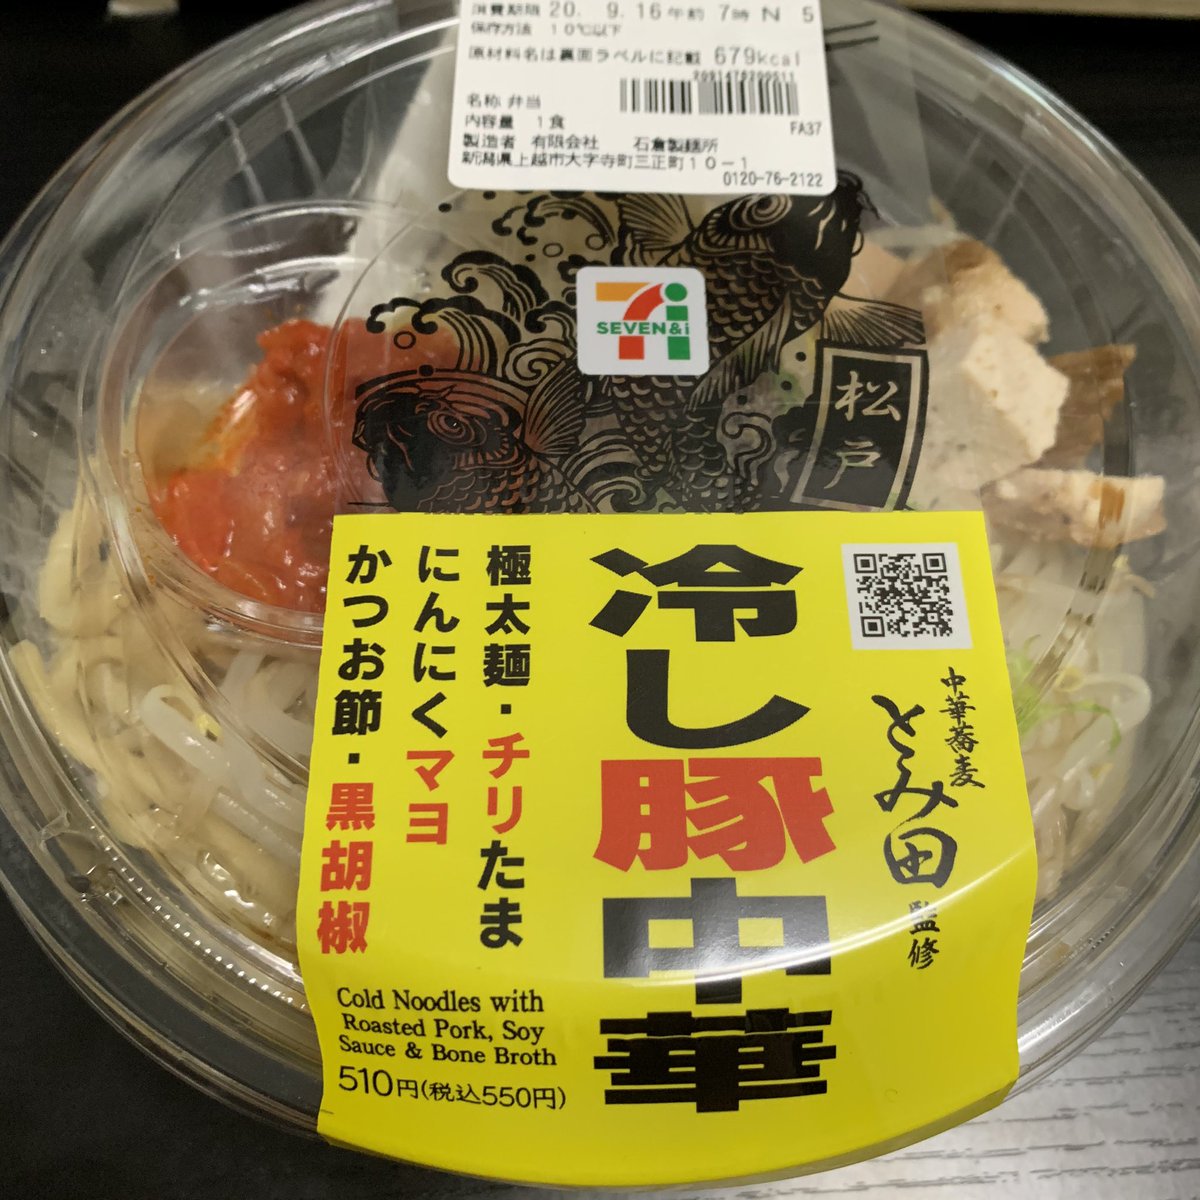 消費期限 20. 9.16午前 7時 N 5
保存方法 10℃以下
原材料名は裏面ラベルに記載 679kcal
2091478200511
名称 弁当
内容量 1食
FA37
製造者 有限会社 石倉製麺所
新潟県上越市大字寺町三正町10-1
0120-76-2122
SEVEN&i
松戸
中華蕎麦
とみ田
監修
冷し豚中華
極太麺・チリたま
にんにくマヨ
かつお節・黒胡椒
Cold Noodles with
Roasted Pork, Soy
Sauce & Bone Broth
510円(税込550円)